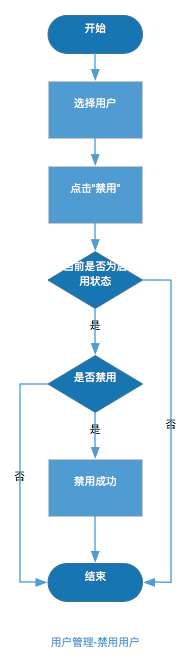 开始
选择用户
点击"禁用"
当前是否为启
用状态
是
否
是否禁用
是
否
禁用成功
结束
用户管理-禁用用户